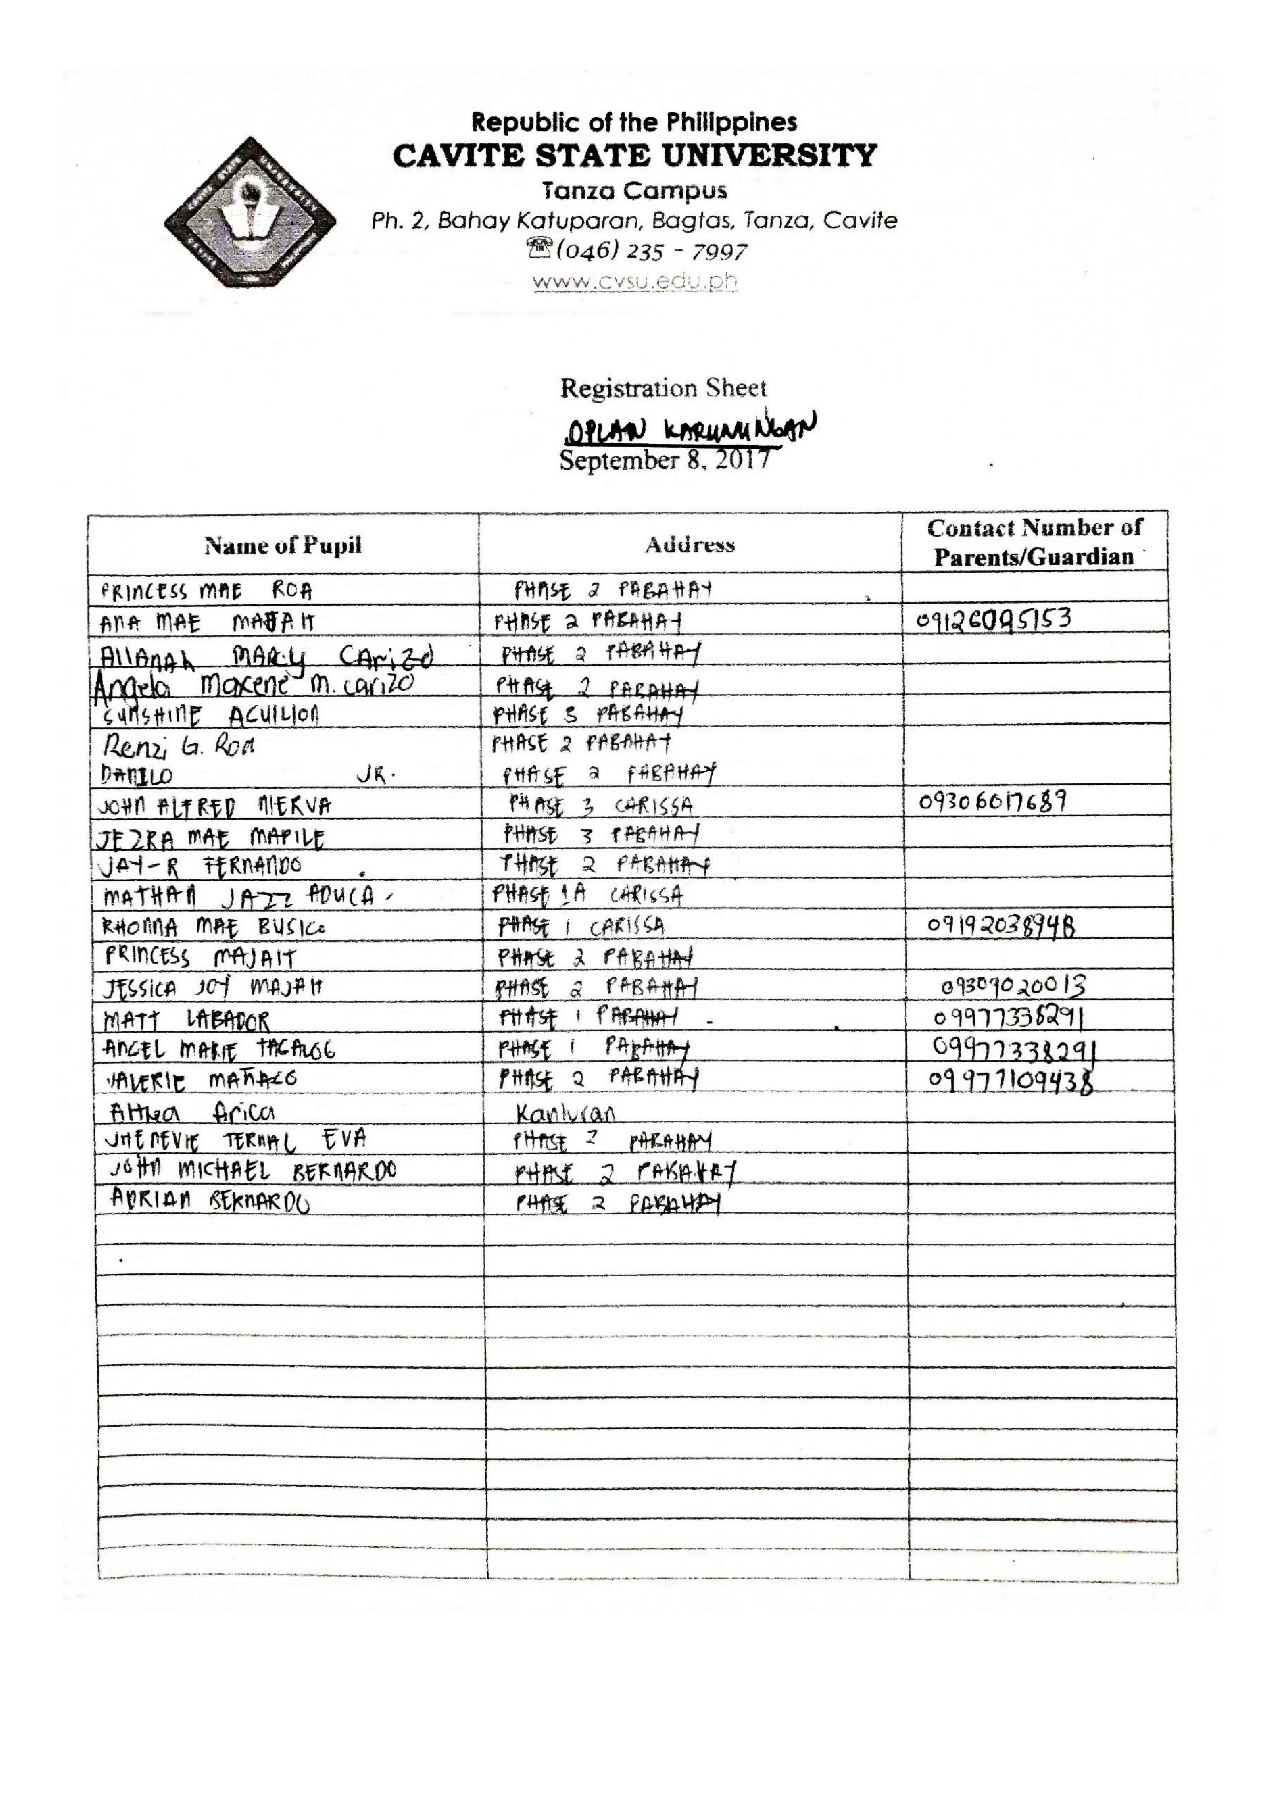 Republic of the Philippines
CAVITE STATE UNIVERSITY
Tanza Campus
Ph. 2, Bahay Katuparan, Bagtas, Tanza, Cavite
☎(046) 235 - 7997
www.cvsu.edu.ph
Registration Sheet
OPLAN KARUNUNGAN
September 8, 2017
Name of Pupil Address Contact Number of Parents/Guardian
PRINCESS MAE ROA PHASE 2 PABAHAY
ANA MAE MAJAIT PHASE 2 PABAHAY 09126095153
Allanah MARY CArizo PHASE 2 PABAHAY
Angela Maxene M. carizo PHASE 2 PABAHAY
SUNSHINE PHASE 3 PABAHAY
Renzi G. Roa PHASE 2 PABAHAY
DANILO JR. PHASE 2 PABAHAY
JOHN ALFRED NIERVA PHASE 3 CARISSA 09306017689
JEZRA MAE MAPILE PHASE 3 PABAHAY
JAY-R FERNANDO PHASE 2 PABAHAY
NATHAN JAZZ ADUCA PHASE 1A CARISSA
RHONNA MAE BUSICO PHASE 1 CARISSA 09192038948
PRINCESS MAJAIT PHASE 2 PABAHAY
JESSICA JOY MAJAIT PHASE 2 PABAHAY 09309020013
MATT LABADOR PHASE 1 PABAHAY 09977338291
ANGEL MARIE TAGALOG PHASE 1 PABAHAY 09977338291
VALERIE MAÑAGO PHASE 2 PABAHAY 09977109438
Arica Kanluran
TERNAL EVA PHASE 2 PABAHAY
JOHN MICHAEL BERNARDO PHASE 2 PABAHAY
ADRIAN BERNARDO PHASE 2 PABAHAY